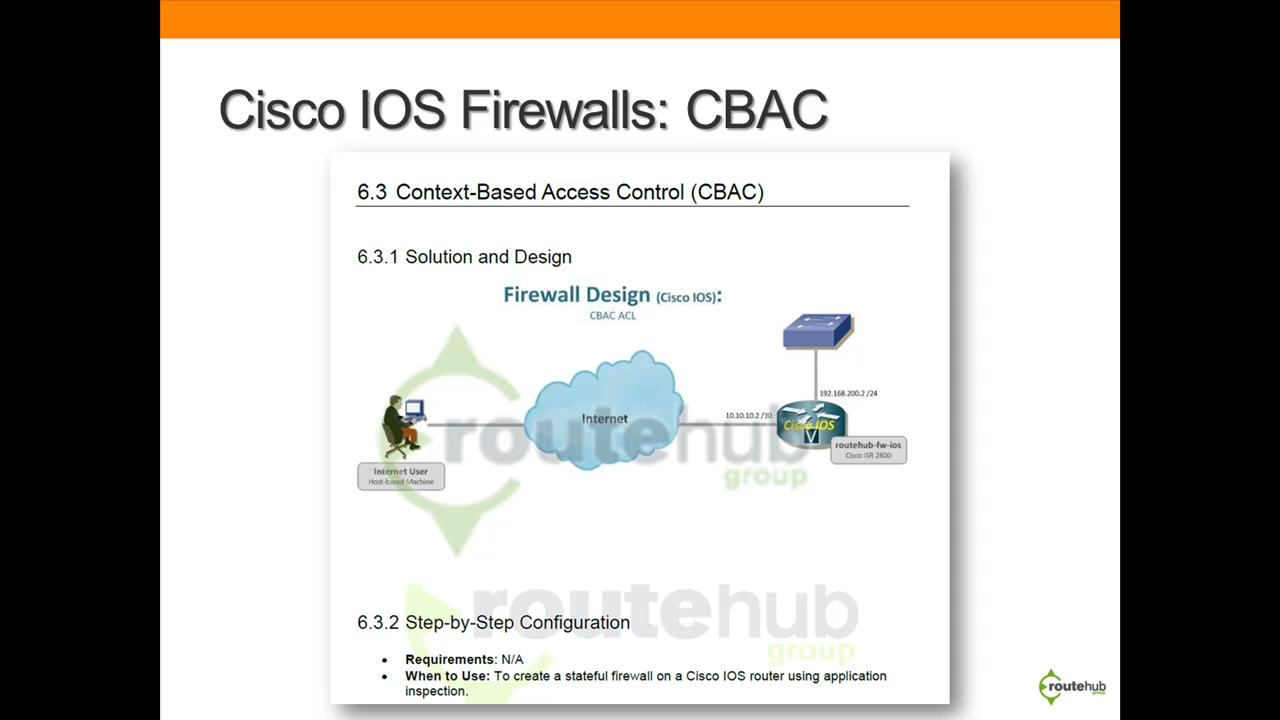 Cisco IOS Firewalls: CBAC
6.3 Context-Based Access Control (CBAC)
6.3.1 Solution and Design
Firewall Design (Cisco IOS):
CBAC ACL
192.168.200.2 /24
Internet
10.10.10.2 /30
Cisco IOS
routehub-fw-ios
Cisco ISR 2800
Internet User
Host-based Machine
routehub
group
routehub
group
6.3.2 Step-by-Step Configuration
• Requirements: N/A
• When to Use: To create a stateful firewall on a Cisco IOS router using application
inspection.
routehub
group